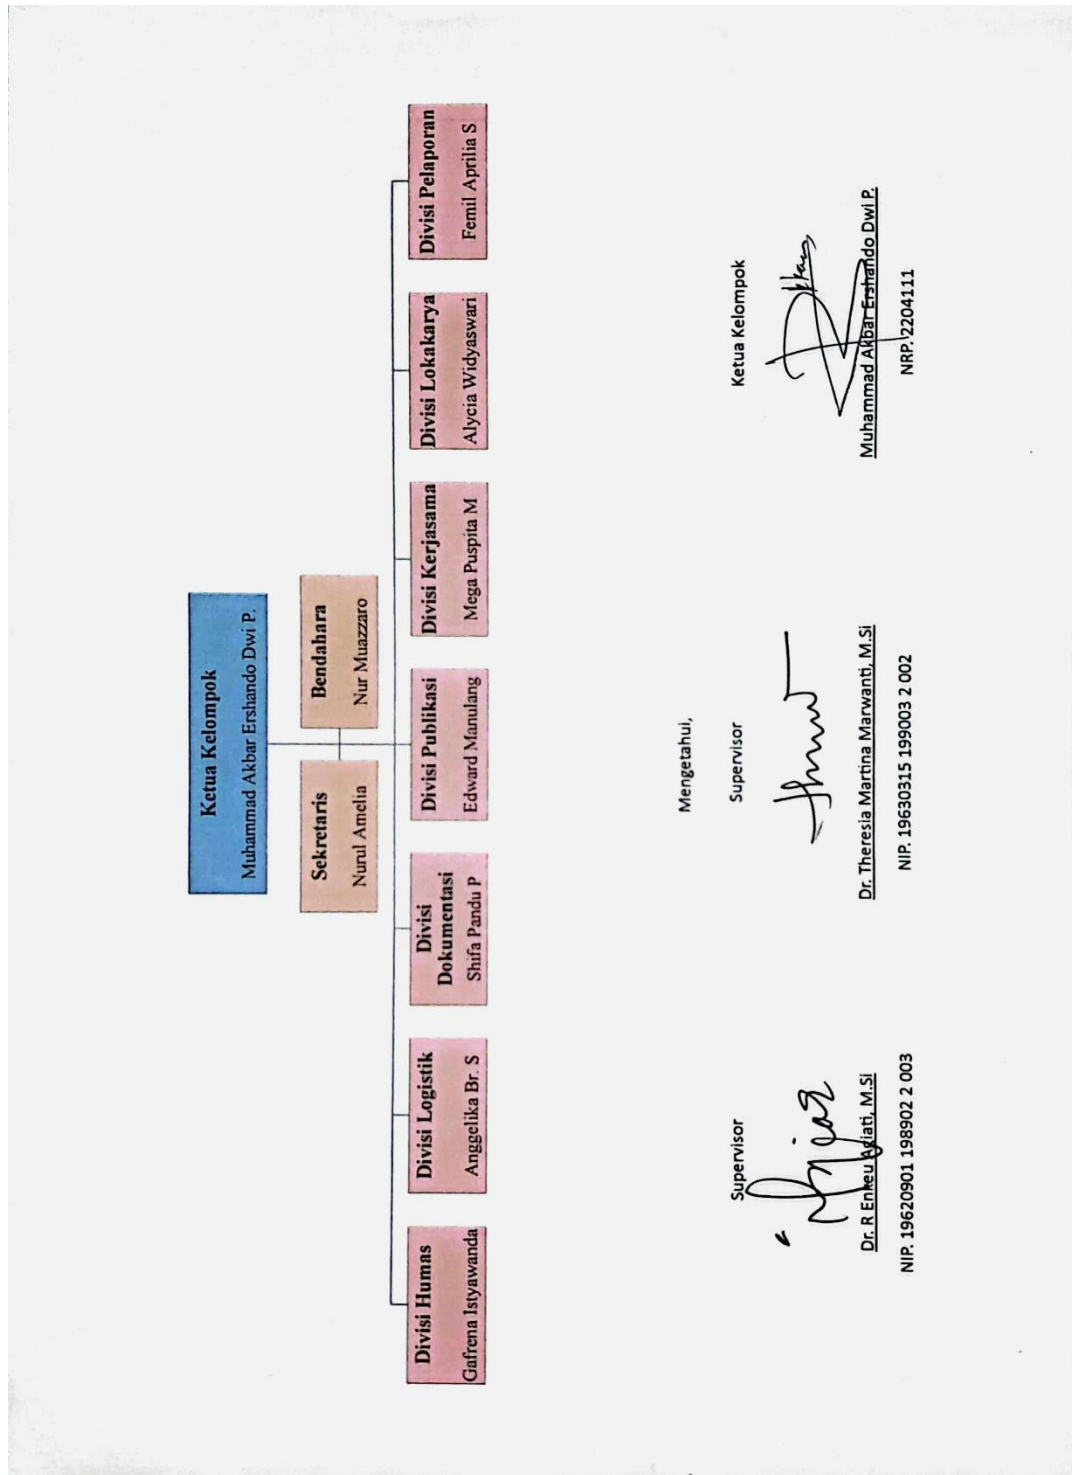 Ketua Kelompok
Muhammad Akbar Ershando Dwi P.
Sekretaris
Nurul Amelia
Bendahara
Nur Muazzaro
Divisi Humas
Gafrena Istyawanda
Divisi Logistik
Anggelika Br. S
Divisi
Dokumentasi
Shifa Pandu P
Divisi Publikasi
Edward Manulang
Divisi Kerjasama
Mega Puspita M
Divisi Lokakarya
Alycia Widyaswari
Divisi Pelaporan
Femil Aprilia S
Mengetahui,
Supervisor
Dr. R Enkeu Agiati, M.Si
NIP. 19620901 198902 2 003
Supervisor
Dr. Theresia Martina Marwanti, M.Si
NIP. 19630315 199003 2 002
Ketua Kelompok
Muhammad Akbar Ershando Dwi P.
NRP. 2204111